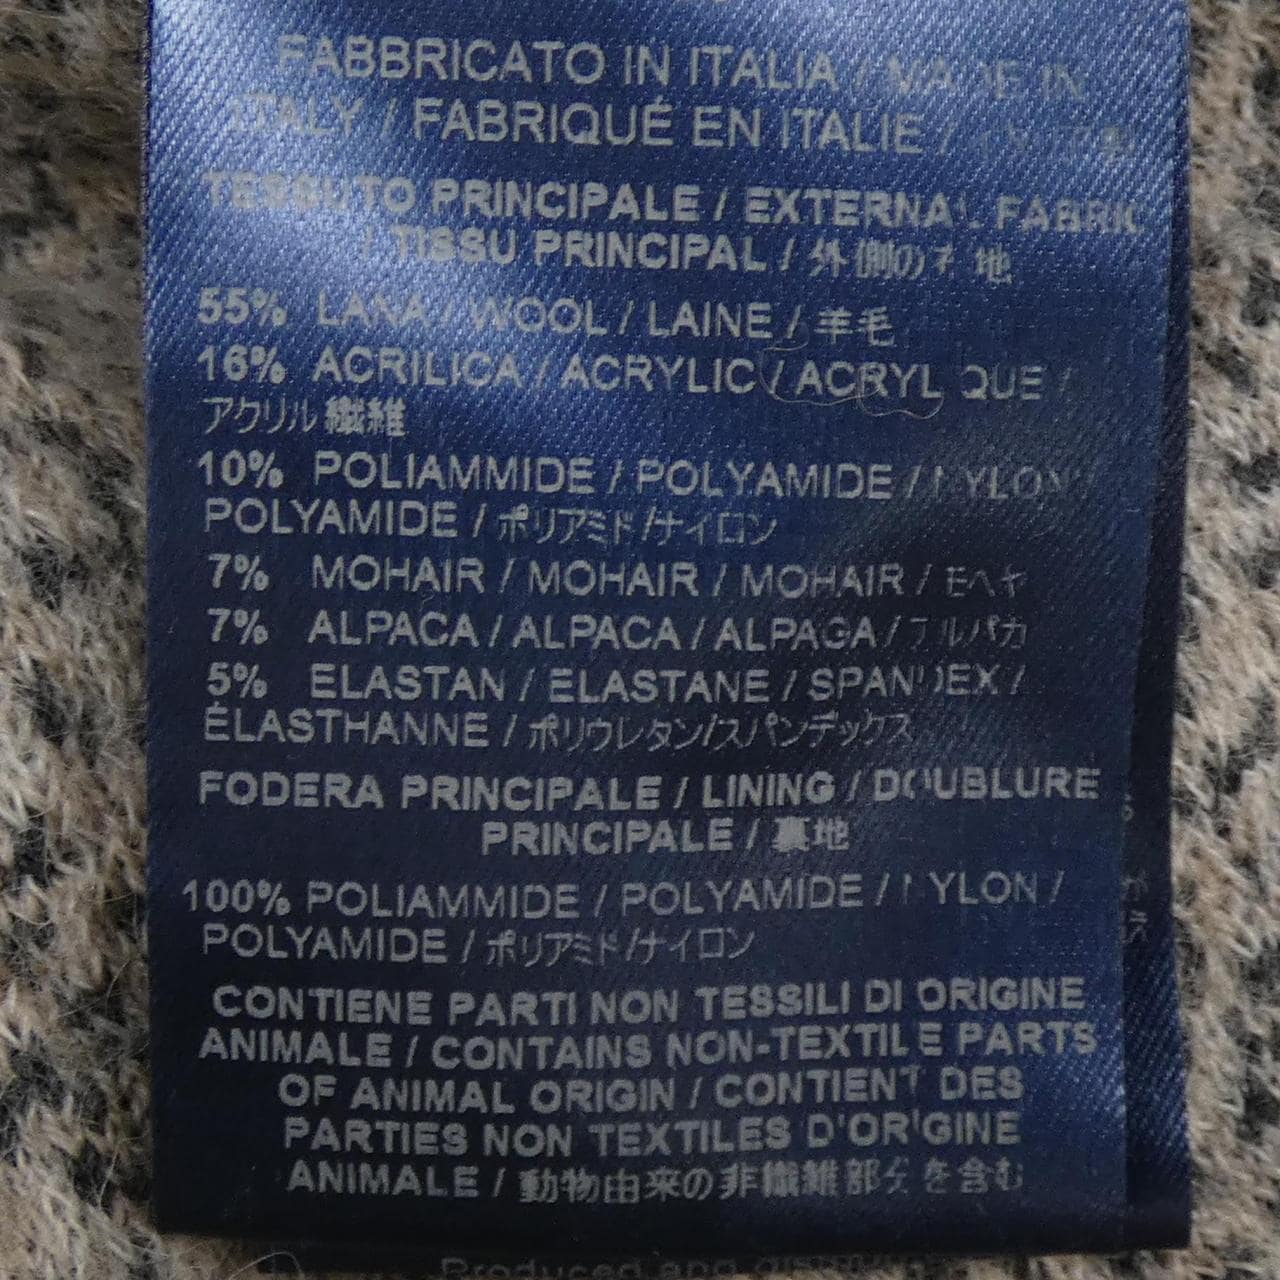 FABBRICATO IN ITALIA / MADE IN
ITALY / FABRIQUÉ EN ITALIE /
TESSUTO PRINCIPALE / EXTERNAL FABRIC
/ TISSU PRINCIPAL / 外側の 地
55% LANA / WOOL / LAINE / 羊毛
16% ACRILICA / ACRYLIC / ACRYL QUE /
アクリル繊維
10% POLIAMMIDE / POLYAMIDE / NYLON
POLYAMIDE / ポリアミド/ナイロン
7% MOHAIR / MOHAIR / MOHAIR / モヘヤ
7% ALPACA / ALPACA / ALPAGA / アルパカ
5% ELASTAN / ELASTANE / SPANDEX /
ÉLASTHANNE / ポリウレタン/スパンデックス
FODERA PRINCIPALE / LINING / DOUBLURE
PRINCIPALE / 裏地
100% POLIAMMIDE / POLYAMIDE / NYLON /
POLYAMIDE / ポリアミド/ナイロン
CONTIENE PARTI NON TESSILI DI ORIGINE
ANIMALE / CONTAINS NON-TEXTILE PARTS
OF ANIMAL ORIGIN / CONTIENT DES
PARTIES NON TEXTILES D'ORIGINE
ANIMALE / 動物由来の非繊維部分を含む
Produced and